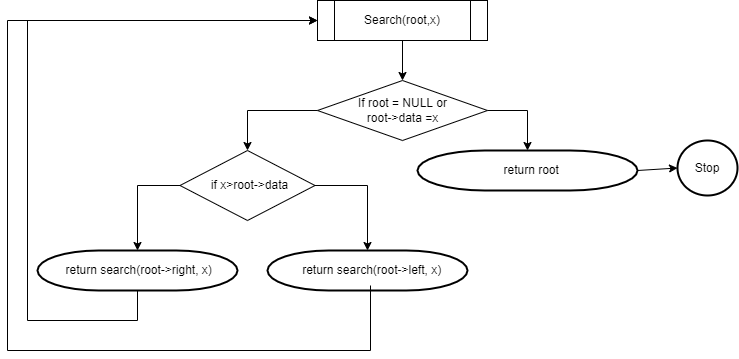 Search(root,x)
If root = NULL or
root->data =x
if x>root->data
return root
Stop
return search(root->right, x)
return search(root->left, x)